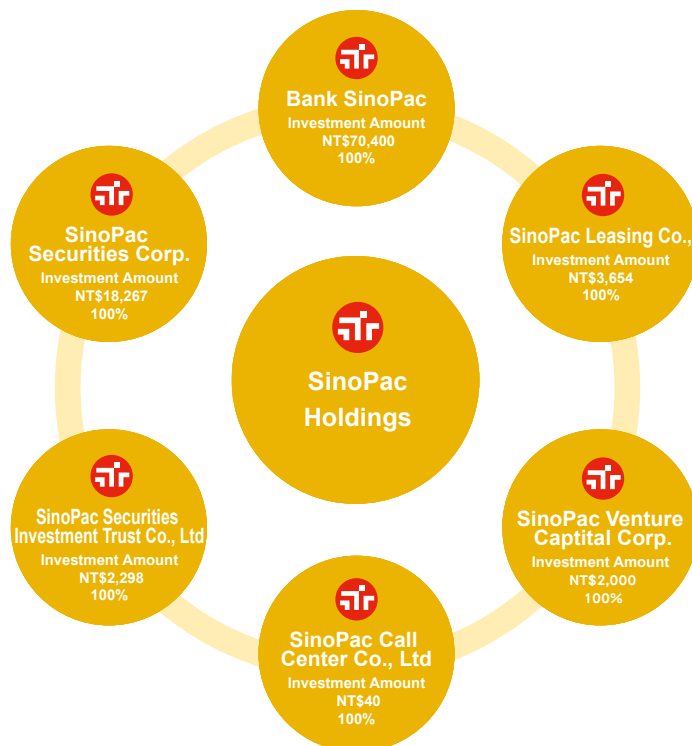 Bank SinoPac
Investment Amount
NT$70,400
100%
SinoPac
Securities Corp.
Investment Amount
NT$18,267
100%
SinoPac Leasing Co.,
Investment Amount
NT$3,654
100%
SinoPac
Holdings
SinoPac Securities
Investment Trust Co., Ltd
Investment Amount
NT$2,298
100%
SinoPac Venture
Captital Corp.
Investment Amount
NT$2,000
100%
SinoPac Call
Center Co., Ltd
Investment Amount
NT$40
100%